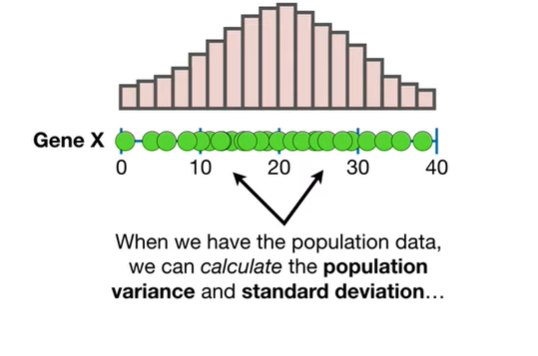 Gene X
0 10 20 30 40
When we have the population data,
we can calculate the population
variance and standard deviation…